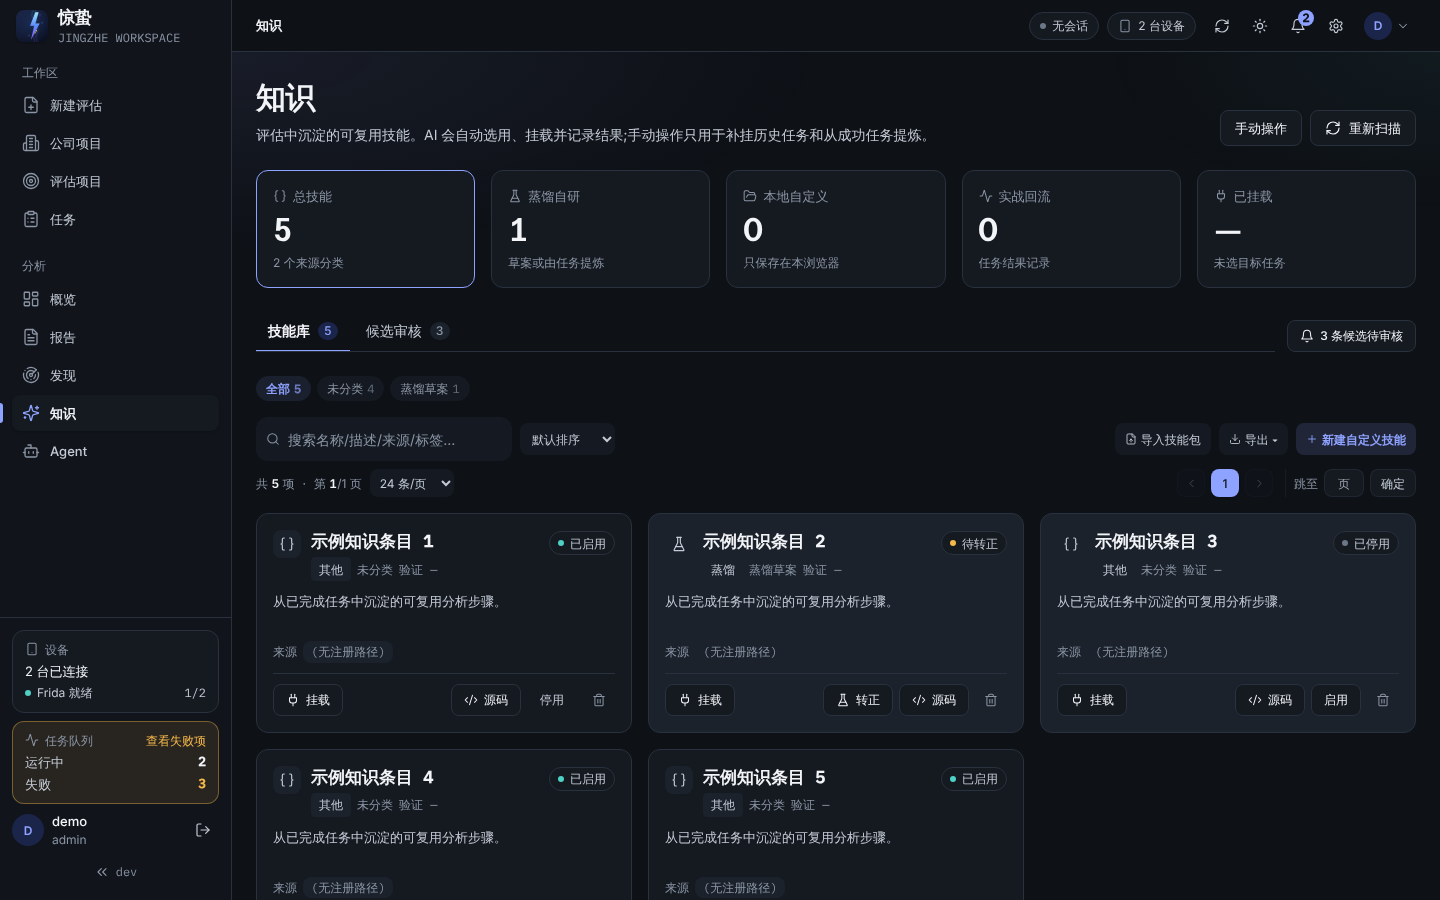 惊蛰
JINGZHE WORKSPACE
工作区
新建评估
公司项目
评估项目
任务
分析
概览
报告
发现
知识
Agent
设备
2 台已连接
Frida 就绪 1/2
任务队列 查看失败项
运行中 2
失败 3
D demo
admin
dev
知识
无会话 2 台设备 2 D
知识
评估中沉淀的可复用技能。AI 会自动选用、挂载并记录结果;手动操作只用于补挂历史任务和从成功任务提炼。
手动操作 重新扫描
总技能
5
2 个来源分类
蒸馏自研
1
草案或由任务提炼
本地自定义
0
只保存在本浏览器
实战回流
0
任务结果记录
已挂载
—
未选目标任务
技能库 5 候选审核 3 3 条候选待审核
全部 5 未分类 4 蒸馏草案 1
搜索名称/描述/来源/标签... 默认排序 导入技能包 导出 + 新建自定义技能
共 5 项 · 第 1/1 页 24 条/页 1 跳至 页 确定
示例知识条目 1 已启用
其他 未分类 验证 —
从已完成任务中沉淀的可复用分析步骤。
来源 (无注册路径)
挂载 源码 停用
示例知识条目 2 待转正
蒸馏 蒸馏草案 验证 —
从已完成任务中沉淀的可复用分析步骤。
来源 (无注册路径)
挂载 转正 源码
示例知识条目 3 已停用
其他 未分类 验证 —
从已完成任务中沉淀的可复用分析步骤。
来源 (无注册路径)
挂载 源码 启用
示例知识条目 4 已启用
其他 未分类 验证 —
从已完成任务中沉淀的可复用分析步骤。
来源 (无注册路径)
示例知识条目 5 已启用
其他 未分类 验证 —
从已完成任务中沉淀的可复用分析步骤。
来源 (无注册路径)